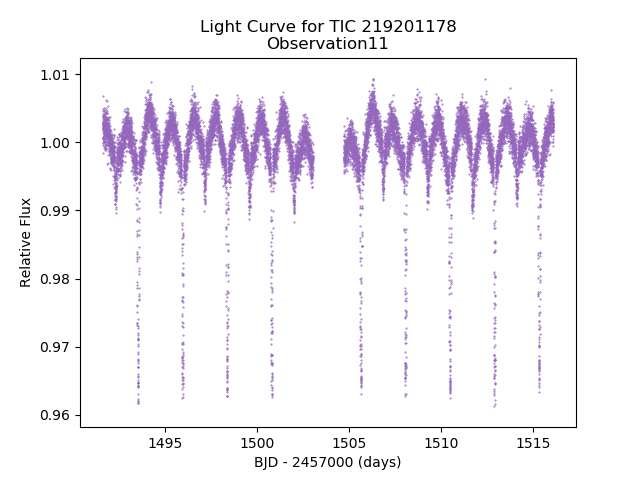 Light Curve for TIC 219201178
Observation11
1.01
1.00
0.99
0.98
0.97
0.96
Relative Flux
1495
1500
1505
1510
1515
BJD - 2457000 (days)